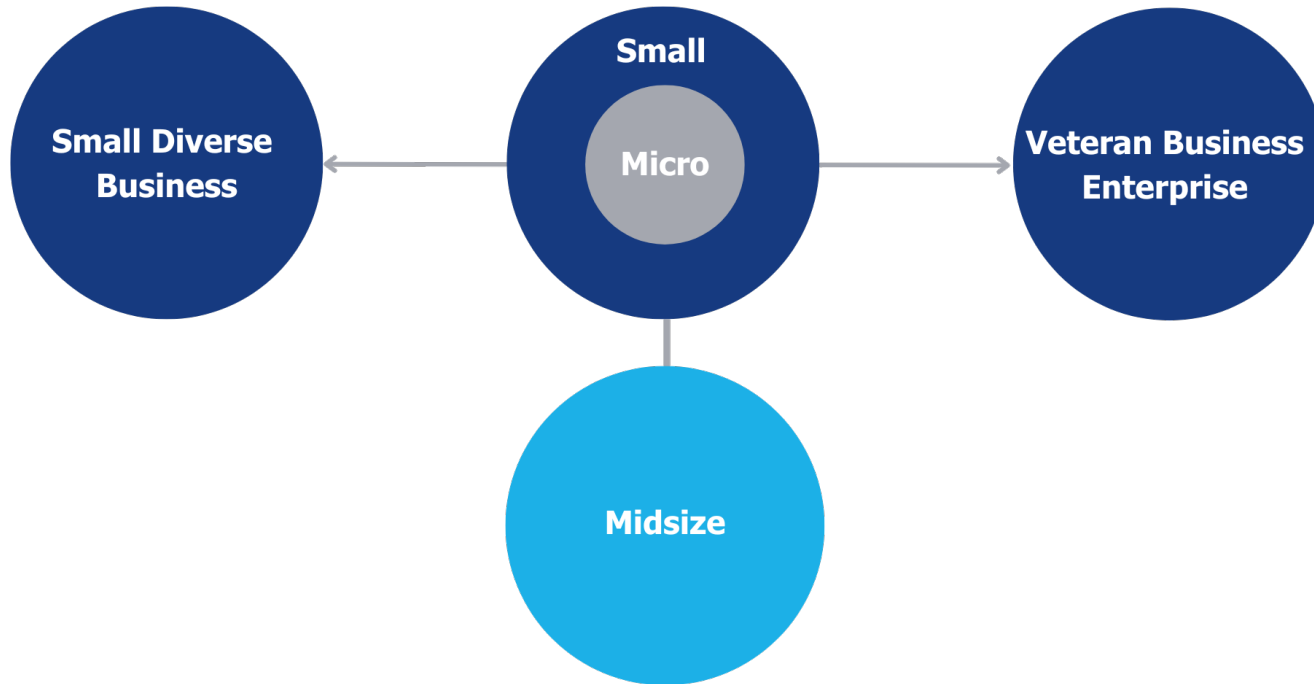 Small
Small Diverse
Business
Micro
Veteran Business
Enterprise
Midsize